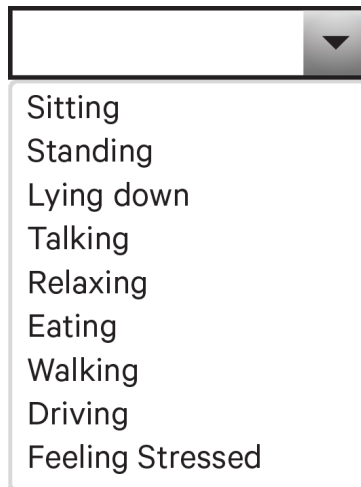 Sitting
Standing
Lying down
Talking
Relaxing
Eating
Walking
Driving
Feeling Stressed